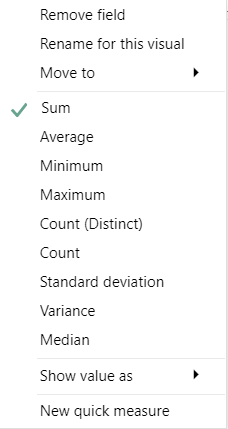 Remove field
Rename for this visual
Move to
Sum
Average
Minimum
Maximum
Count (Distinct)
Count
Standard deviation
Variance
Median
Show value as
New quick measure